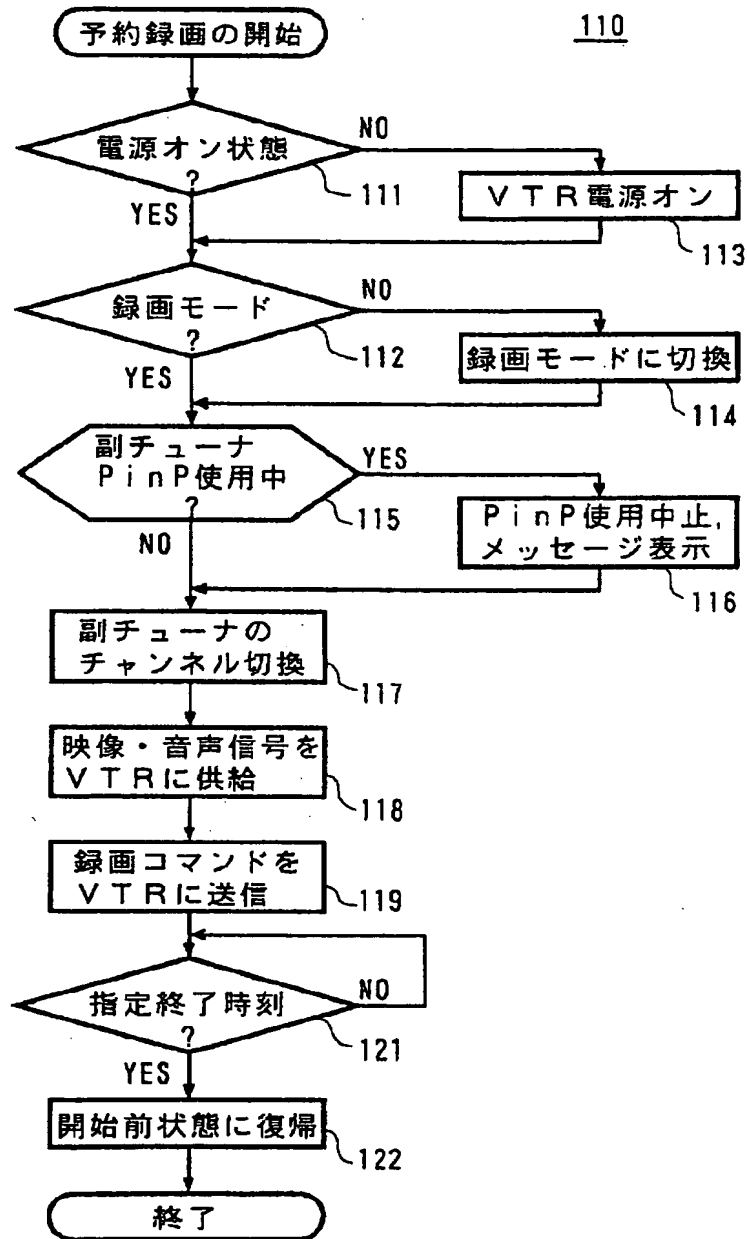 予約録画の開始
110
電源オン状態
?
NO
111
YES
VTR電源オン
113
録画モード
?
NO
112
YES
録画モードに切換
114
副チューナ
PinP使用中
?
YES
115
NO
PinP使用中止,
メッセージ表示
116
副チューナの
チャンネル切換
117
映像・音声信号を
VTRに供給
118
録画コマンドを
VTRに送信
119
指定終了時刻
?
NO
121
YES
開始前状態に復帰
122
終了